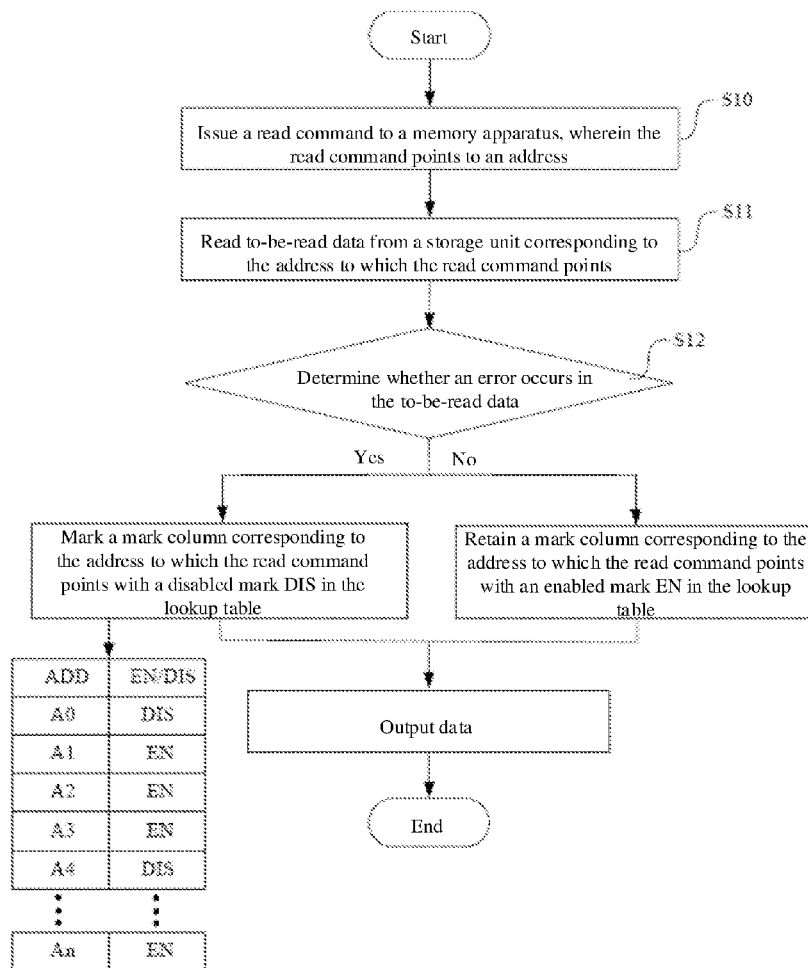 Start
S10
Issue a read command to a memory apparatus, wherein the
read command points to an address
S11
Read to-be-read data from a storage unit corresponding to
the address to which the read command points
S12
Determine whether an error occurs in
the to-be-read data
Yes No
Mark a mark column corresponding to
the address to which the read command
points with a disabled mark DIS in the
lookup table
Retain a mark column corresponding to the
address to which the read command points
with an enabled mark EN in the lookup
table
ADD EN/DIS
A0 DIS
A1 EN
A2 EN
A3 EN
A4 DIS
An EN
Output data
End